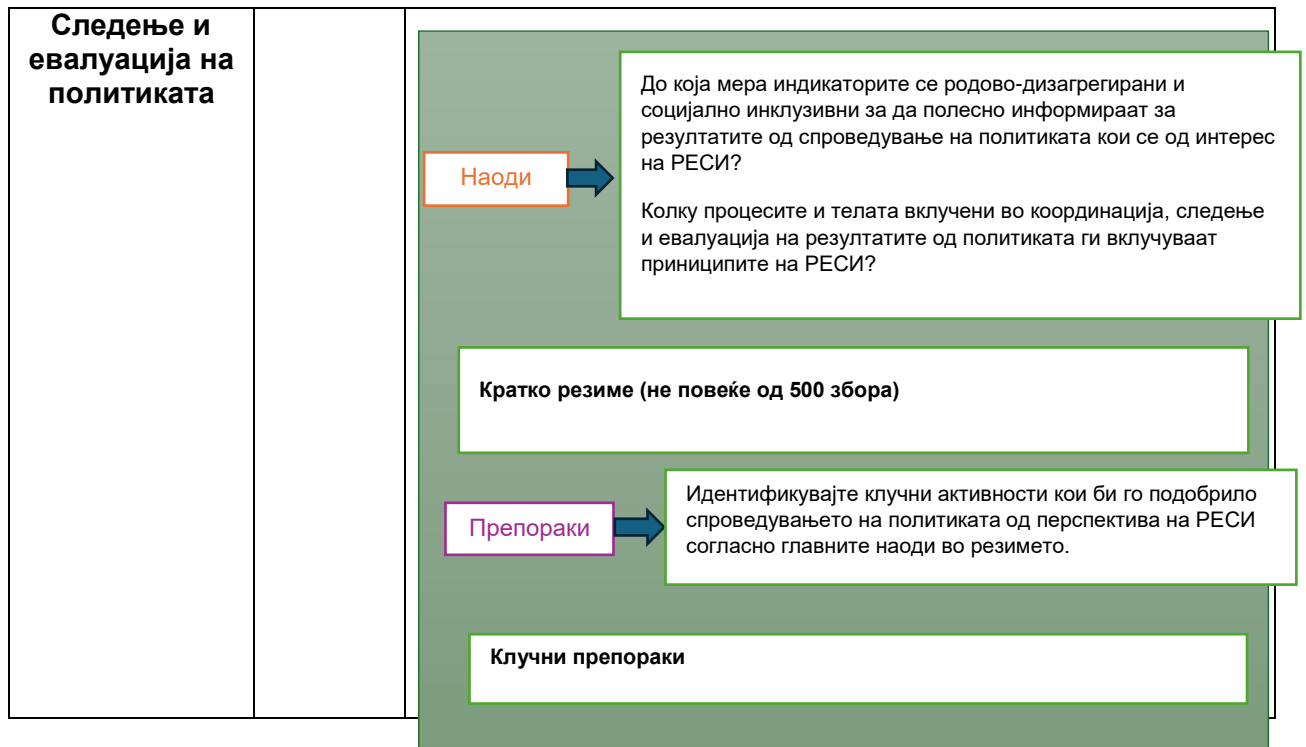 Следење и
евалуација на
политиката
До која мера индикаторите се родово-дизагрегирани и
социјално инклузивни за да полесно информираат за
резултатите од спроведување на политиката кои се од интерес
на РЕСИ?
Наоди
Колку процесите и телата вклучени во координација, следење
и евалуација на резултатите од политиката ги вклучуваат
приниципите на РЕСИ?
Кратко резиме (не повеќе од 500 збора)
Идентификувајте клучни активности кои би го подобрило
спроведувањето на политиката од перспектива на РЕСИ
согласно главните наоди во резимето.
Препораки
Клучни препораки